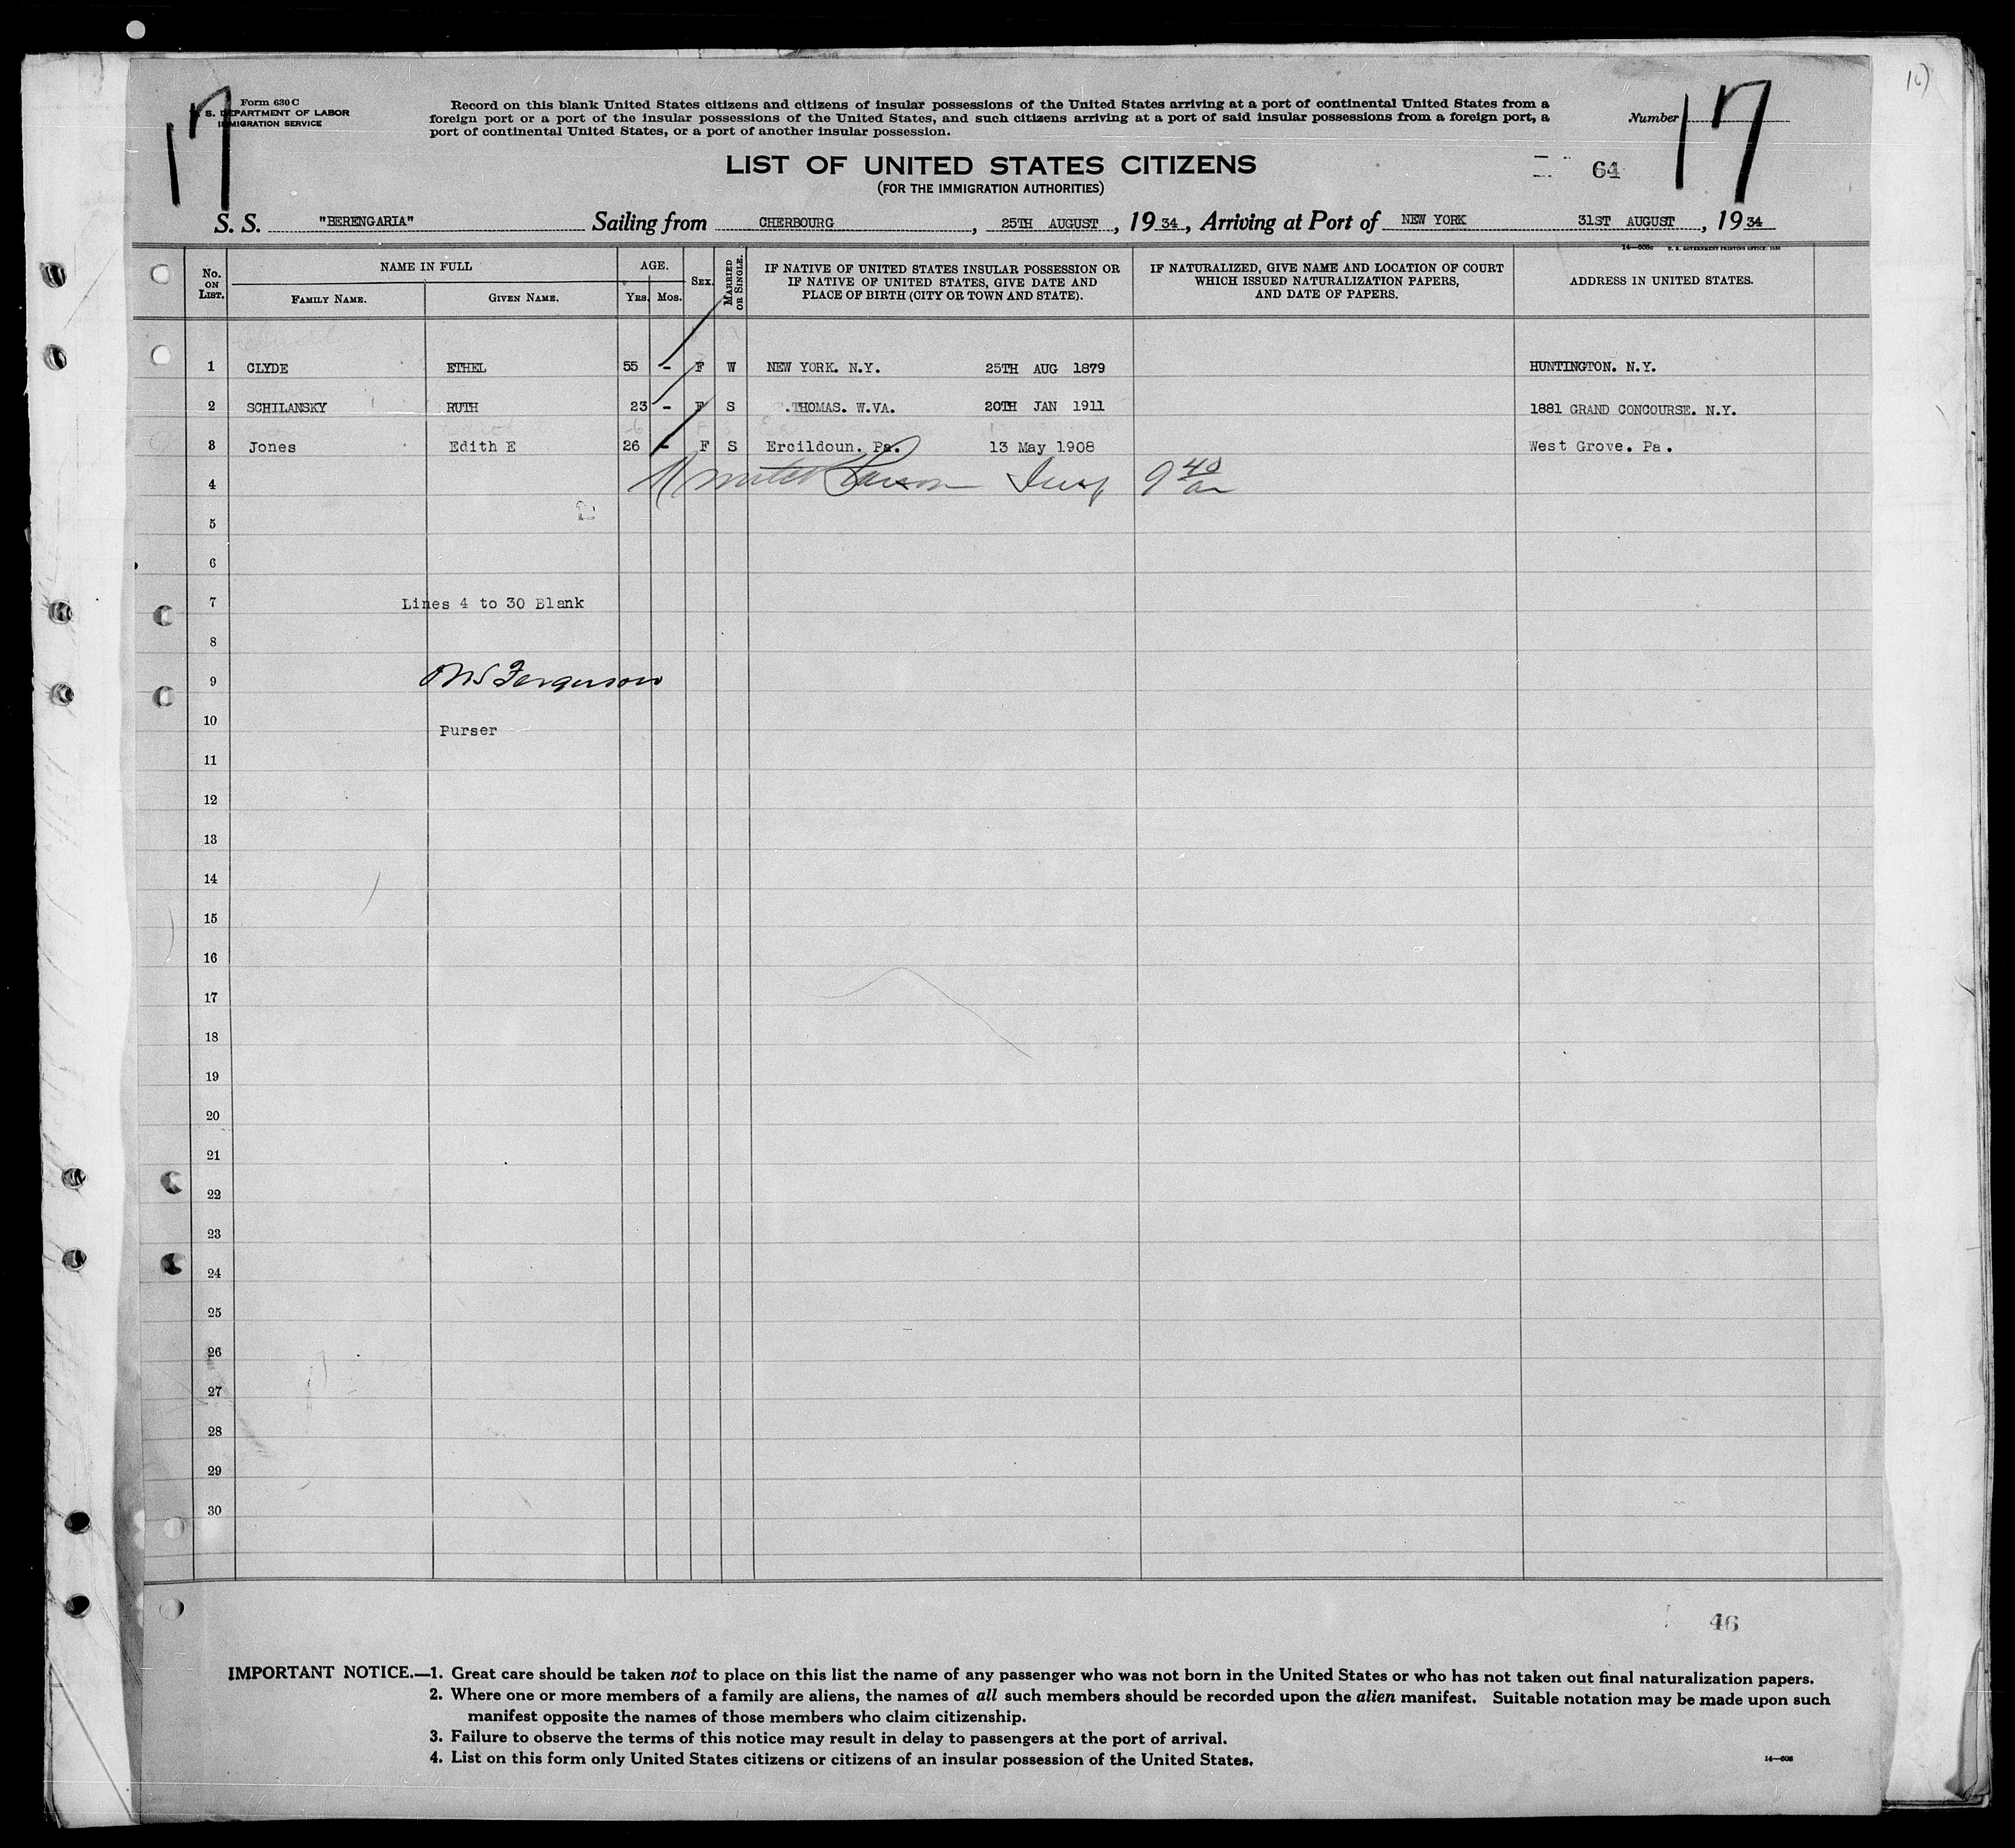 16)
17
17
Form 630 C
S. DEPARTMENT OF LABOR
IMMIGRATION SERVICE
Record on this blank United States citizens and citizens of insular possessions of the United States arriving at a port of continental United States from a
foreign port or a port of the insular possessions of the United States, and such citizens arriving at a port of said insular possessions from a foreign port, a
port of continental United States, or a port of another insular possession.
Number
LIST OF UNITED STATES CITIZENS
(FOR THE IMMIGRATION AUTHORITIES)
64
S. S. "BERENGARIA" Sailing from CHERBOURG, 25TH AUGUST, 1934, Arriving at Port of NEW YORK 31ST AUGUST, 1934
14—608c U. S. GOVERNMENT PRINTING OFFICE: 1930
No. ON LIST. NAME IN FULL FAMILY NAME. GIVEN NAME. AGE. YRS. MOS. SEX. MARRIED OR SINGLE. IF NATIVE OF UNITED STATES INSULAR POSSESSION OR IF NATIVE OF UNITED STATES, GIVE DATE AND PLACE OF BIRTH (CITY OR TOWN AND STATE). IF NATURALIZED, GIVE NAME AND LOCATION OF COURT WHICH ISSUED NATURALIZATION PAPERS, AND DATE OF PAPERS. ADDRESS IN UNITED STATES.
1 CLYDE ETHEL 55 - F W NEW YORK. N.Y. 25TH AUG 1879 HUNTINGTON. N.Y.
2 SCHILANSKY RUTH 23 - F S .THOMAS. W.VA. 20TH JAN 1911 1881 GRAND CONCOURSE. N.Y.
3 Jones Edith E 26 - F S Ercildoun. Pa. 13 May 1908 West Grove. Pa.
4 Insp 9 40
5
6
7 Lines 4 to 30 Blank
8
9 Ferguson
10 Purser
11
12
13
14
15
16
17
18
19
20
21
22
23
24
25
26
27
28
29
30
46
IMPORTANT NOTICE.—1. Great care should be taken not to place on this list the name of any passenger who was not born in the United States or who has not taken out final naturalization papers.
2. Where one or more members of a family are aliens, the names of all such members should be recorded upon the alien manifest. Suitable notation may be made upon such
manifest opposite the names of those members who claim citizenship.
3. Failure to observe the terms of this notice may result in delay to passengers at the port of arrival.
4. List on this form only United States citizens or citizens of an insular possession of the United States.
14—608